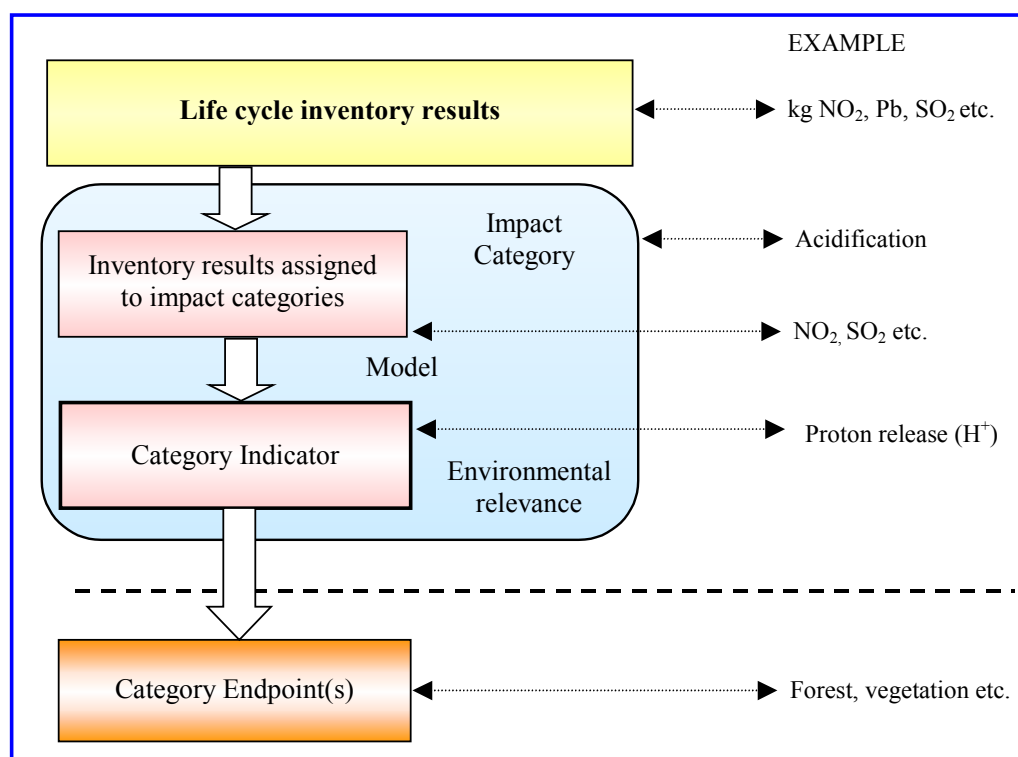 EXAMPLE
Life cycle inventory results
kg NO₂, Pb, SO₂ etc.
Impact
Category
Acidification
Inventory results assigned
to impact categories
NO₂, SO₂ etc.
Model
Category Indicator
Proton release (H⁺)
Environmental
relevance
Category Endpoint(s)
Forest, vegetation etc.